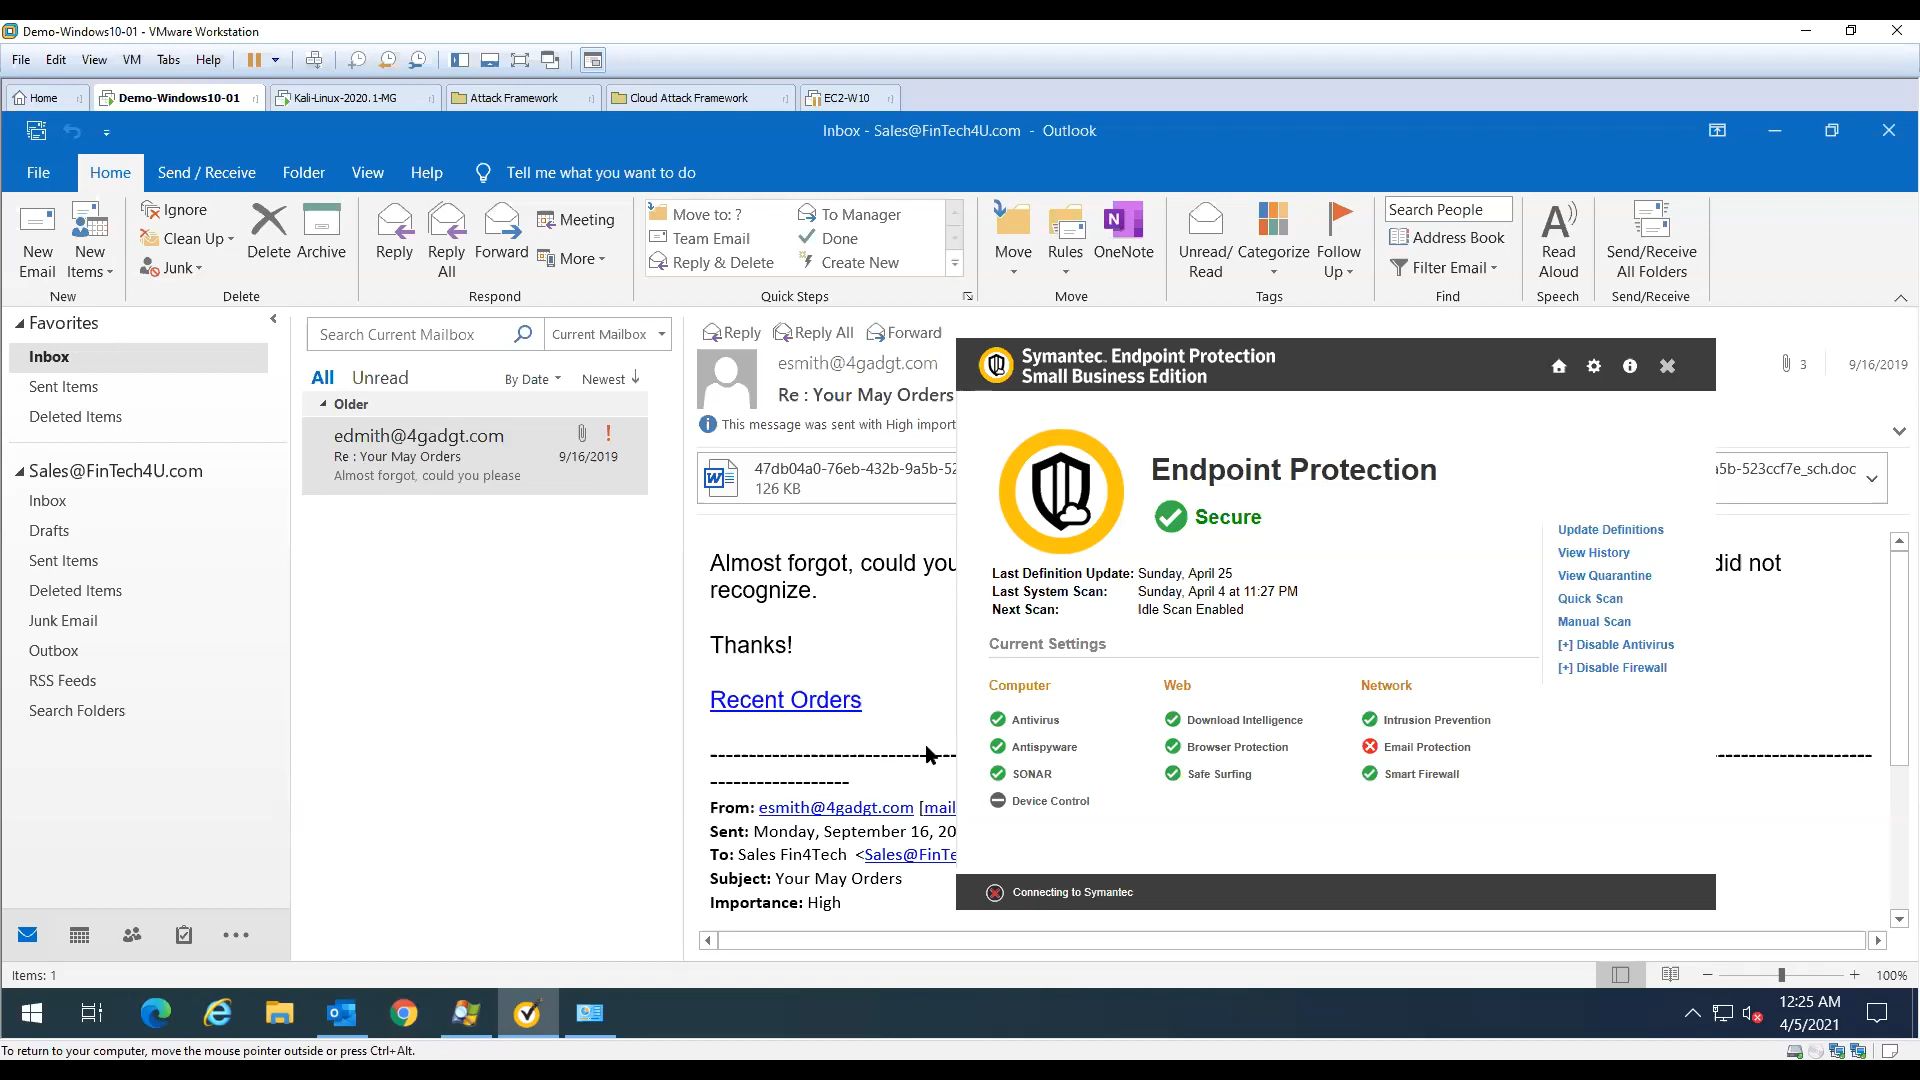 Demo-Windows10-01 - VMware Workstation
File Edit View VM Tabs Help
Home Demo-Windows10-01 Kali-Linux-2020.1-MG Attack Framework Cloud Attack Framework EC2-W10
Inbox - Sales@FinTech4U.com - Outlook
File Home Send / Receive Folder View Help Tell me what you want to do
New Email
New Items
New
Ignore
Clean Up
Junk
Delete
Archive
Delete
Reply
Reply All
Forward
Meeting
More
Respond
Move to: ?
Team Email
Reply & Delete
To Manager
Done
Create New
Quick Steps
Move
Rules
OneNote
Move
Unread/ Read
Categorize
Follow Up
Tags
Search People
Address Book
Filter Email
Find
Read Aloud
Speech
Send/Receive All Folders
Send/Receive
Favorites
Inbox
Sent Items
Deleted Items
Sales@FinTech4U.com
Inbox
Drafts
Sent Items
Deleted Items
Junk Email
Outbox
RSS Feeds
Search Folders
Search Current Mailbox Current Mailbox
All Unread By Date Newest
Older
edmith@4gadgt.com
Re : Your May Orders 9/16/2019
Almost forgot, could you please
Reply Reply All Forward
esmith@4gadgt.com
3 9/16/2019
Re : Your May Orders
This message was sent with High import
47db04a0-76eb-432b-9a5b-52
126 KB
a5b-523ccf7e_sch.doc
Almost forgot, could you did not
recognize.
Thanks!
Recent Orders
--------------------------------
------------------
From: esmith@4gadgt.com [mail
Sent: Monday, September 16, 20
To: Sales Fin4Tech <Sales@FinTe
Subject: Your May Orders
Importance: High
Symantec Endpoint Protection
Small Business Edition
Endpoint Protection
Secure
Last Definition Update: Sunday, April 25
Last System Scan: Sunday, April 4 at 11:27 PM
Next Scan: Idle Scan Enabled
Update Definitions
View History
View Quarantine
Quick Scan
Manual Scan
[+] Disable Antivirus
[+] Disable Firewall
Current Settings
Computer
Antivirus
Antispyware
SONAR
Device Control
Web
Download Intelligence
Browser Protection
Safe Surfing
Network
Intrusion Prevention
Email Protection
Smart Firewall
Connecting to Symantec
Items: 1
100%
12:25 AM
4/5/2021
To return to your computer, move the mouse pointer outside or press Ctrl+Alt.